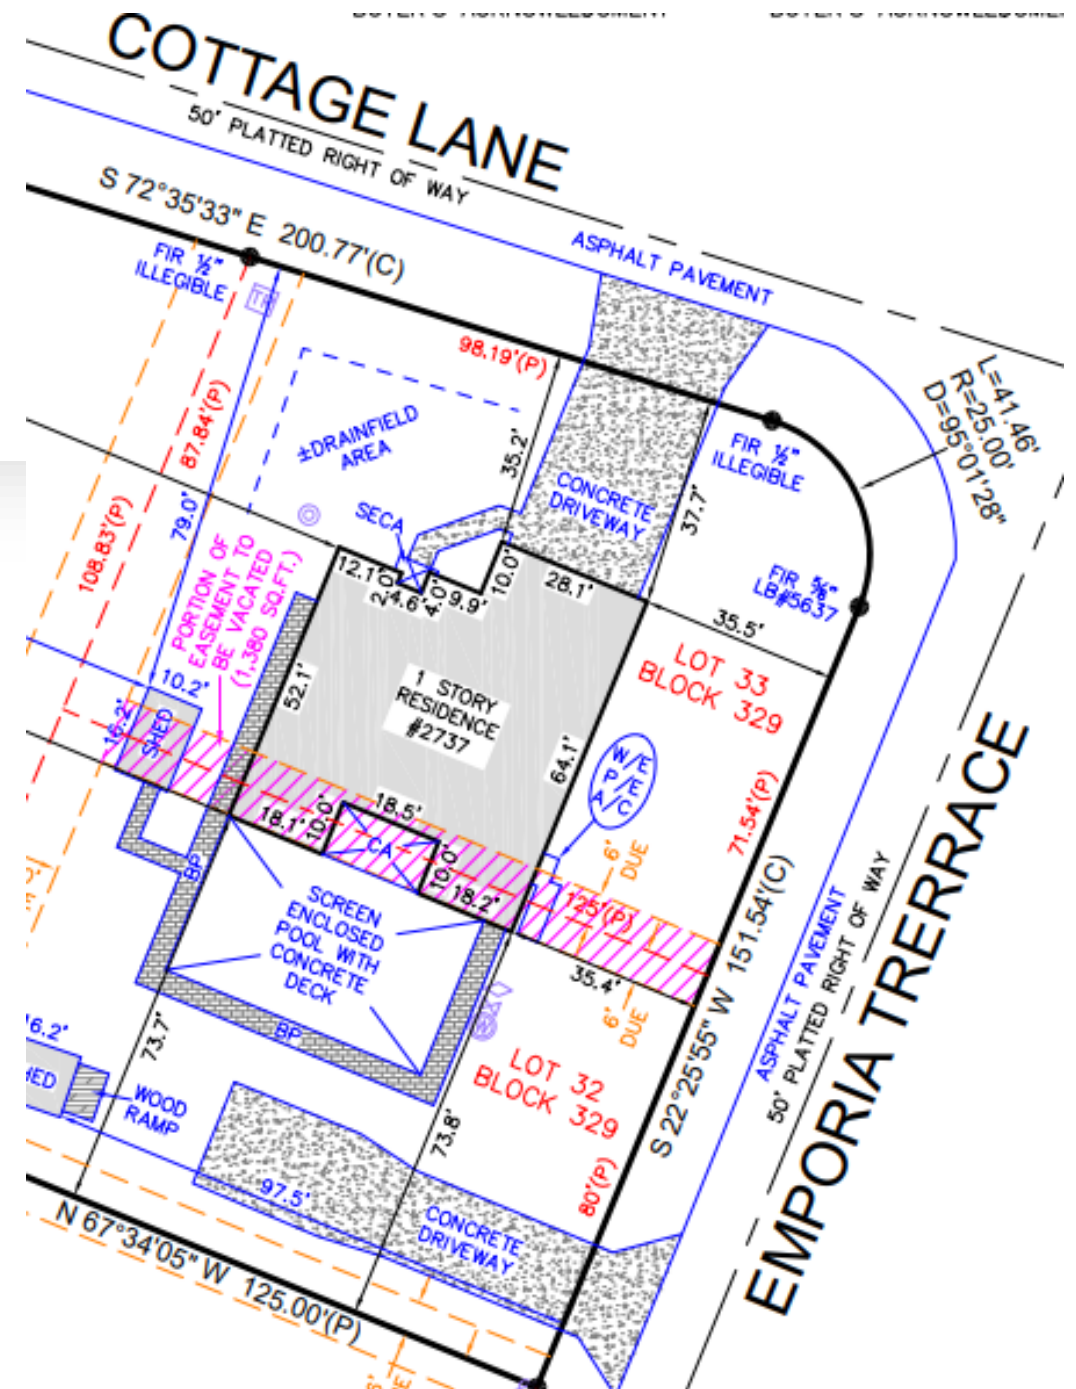 COTTAGE LANE
50' PLATTED RIGHT OF WAY
S 72°35'33" E 200.77'(C)
ASPHALT PAVEMENT
FIR ½"
ILLEGIBLE
98.19'(P)
L=41.46'
R=25.00'
D=95°01'28"
FIR ½"
ILLEGIBLE
87.84'(P)
±DRAINFIELD
AREA
35.2'
CONCRETE
DRIVEWAY
37.7'
108.83'(P)
79.0'
SECA
FIR ⅝"
LB#5637
PORTION OF
EASEMENT TO
BE VACATED
(1,380 SQ.FT.)
12.1'
2.0'
4.6'
4.0'
9.9'
10.0'
28.1'
35.5'
LOT 33
BLOCK 329
10.2'
16.2'
SHED
52.1'
1 STORY
RESIDENCE
#2737
64.1'
W/E
P/E
A/C
71.54'(P)
18.1'
10.0'
18.5'
CA
10.0'
18.2'
6'
DUE
125'(P)
BP
SCREEN
ENCLOSED
POOL WITH
CONCRETE
DECK
35.4'
6'
DUE
S 22°25'55" W 151.54'(C)
ASPHALT PAVEMENT
50' PLATTED RIGHT OF WAY
EMPORIA TRERRACE
BP
73.7'
16.2'
HED
WOOD
RAMP
LOT 32
BLOCK 329
73.8'
80'(P)
97.5'
CONCRETE
DRIVEWAY
N 67°34'05" W 125.00'(P)